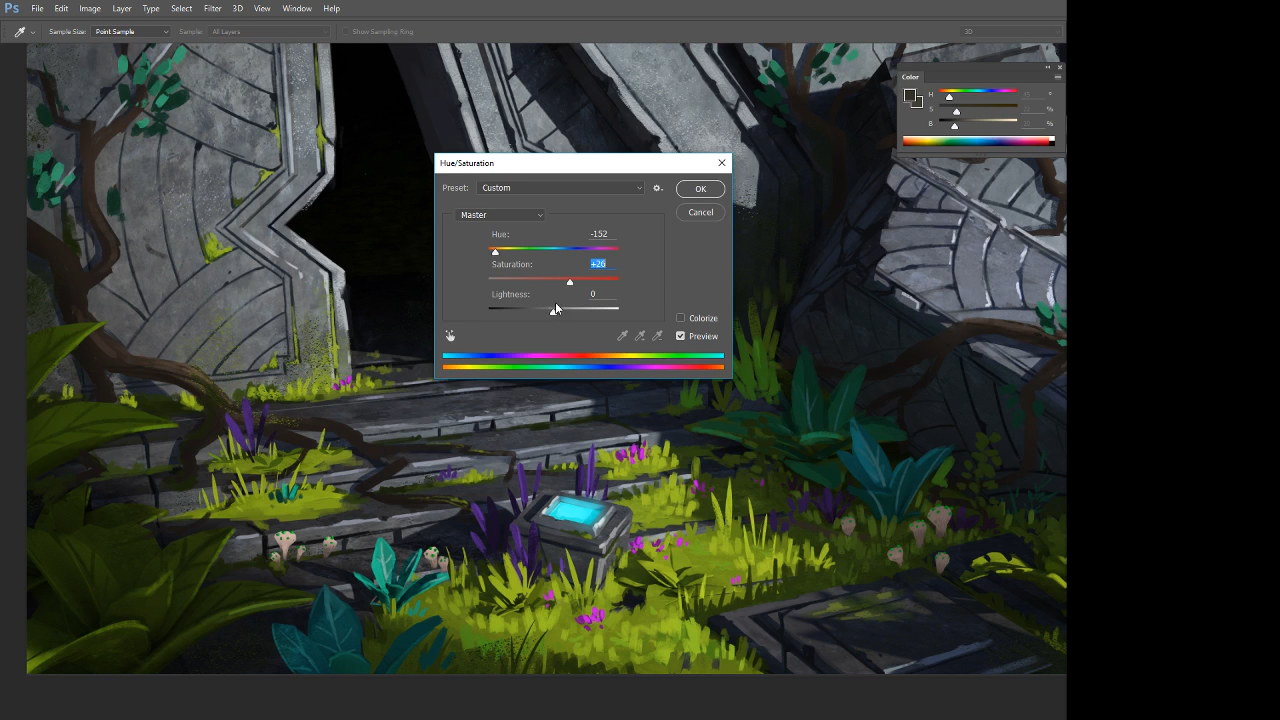 Ps File Edit Image Layer Type Select Filter 3D View Window Help
Sample Size: Point Sample Sample: All Layers Show Sampling Ring 3D
Color
H °
S %
B %
Hue/Saturation
Preset: Custom OK
Cancel
Master
Hue: -152
Saturation: +26
Lightness: 0
Colorize
Preview